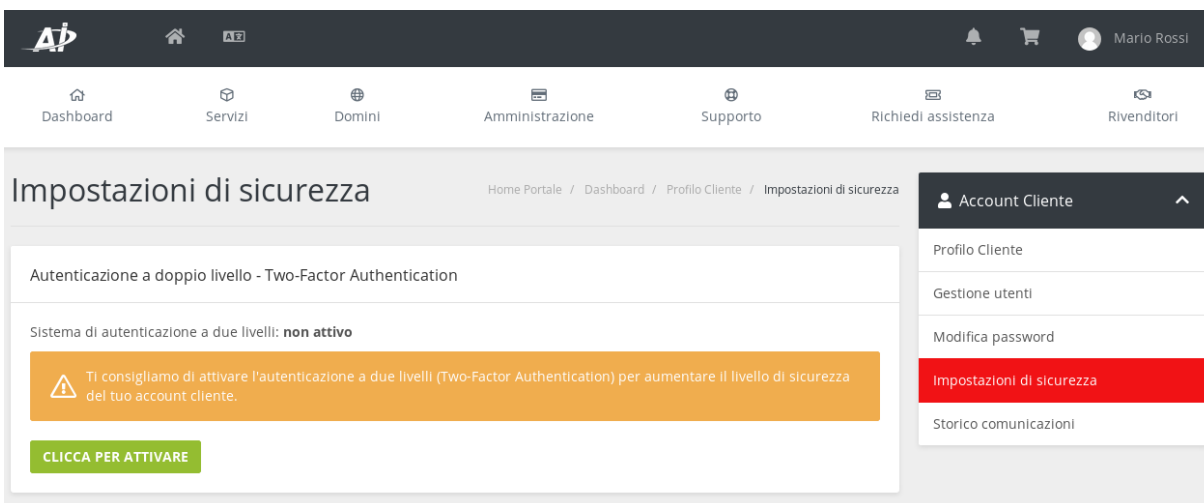 Mario Rossi
Dashboard
Servizi
Domini
Amministrazione
Supporto
Richiedi assistenza
Rivenditori
Impostazioni di sicurezza
Home Portale / Dashboard / Profilo Cliente / Impostazioni di sicurezza
Autenticazione a doppio livello - Two-Factor Authentication
Sistema di autenticazione a due livelli: non attivo
Ti consigliamo di attivare l'autenticazione a due livelli (Two-Factor Authentication) per aumentare il livello di sicurezza
del tuo account cliente.
CLICCA PER ATTIVARE
Account Cliente
Profilo Cliente
Gestione utenti
Modifica password
Impostazioni di sicurezza
Storico comunicazioni